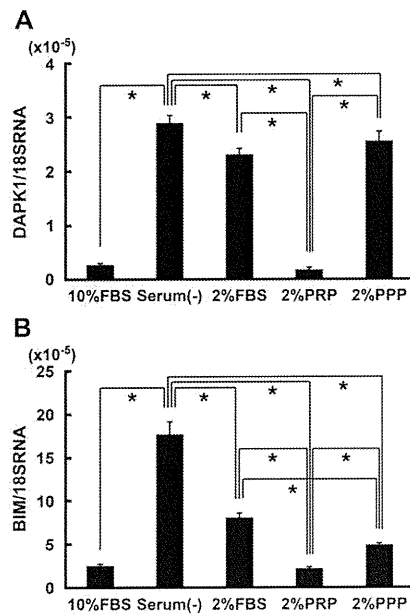 A
(x10-5)
4
3
2
1
0
DAPK1/18SRNA
* * * * * *
10%FBS Serum(-) 2%FBS 2%PRP 2%PPP
B
(x10-5)
25
20
15
10
5
0
BIM/18SRNA
* * * * * * *
10%FBS Serum(-) 2%FBS 2%PRP 2%PPP